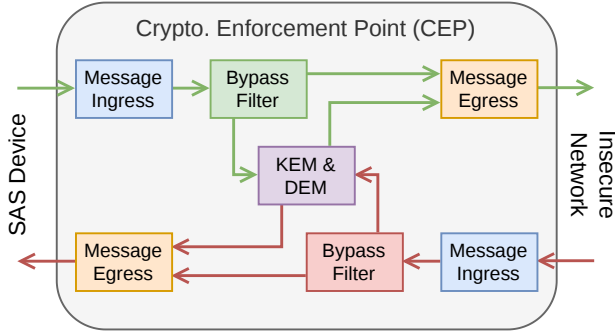 Crypto. Enforcement Point (CEP)
Message
Ingress
Bypass
Filter
Message
Egress
SAS Device
KEM &
DEM
Insecure
Network
Message
Egress
Bypass
Filter
Message
Ingress